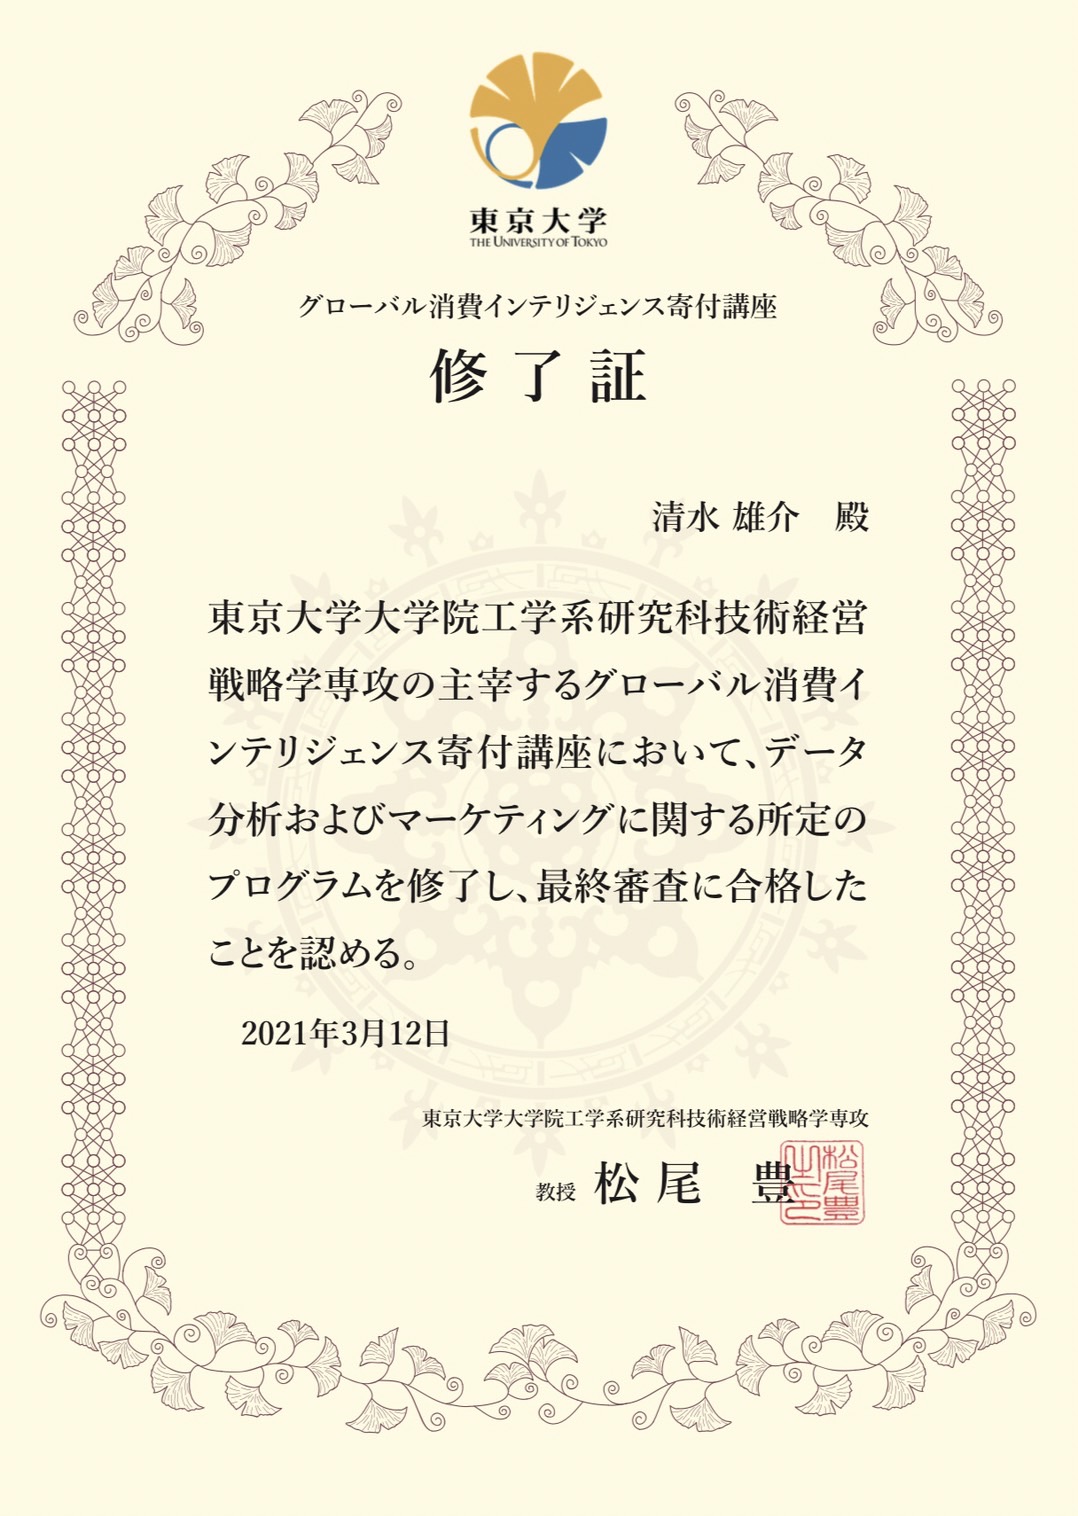 東京大学
THE UNIVERSITY OF TOKYO
グローバル消費インテリジェンス寄付講座
修了証
清水 雄介　殿
東京大学大学院工学系研究科技術経営
戦略学専攻の主宰するグローバル消費イ
ンテリジェンス寄付講座において、データ
分析およびマーケティングに関する所定の
プログラムを修了し、最終審査に合格した
ことを認める。
2021年3月12日
東京大学大学院工学系研究科技術経営戦略学専攻
教授 松尾　豊
松尾豊之印